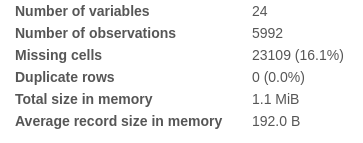 Number of variables 24
Number of observations 5992
Missing cells 23109 (16.1%)
Duplicate rows 0 (0.0%)
Total size in memory 1.1 MiB
Average record size in memory 192.0 B